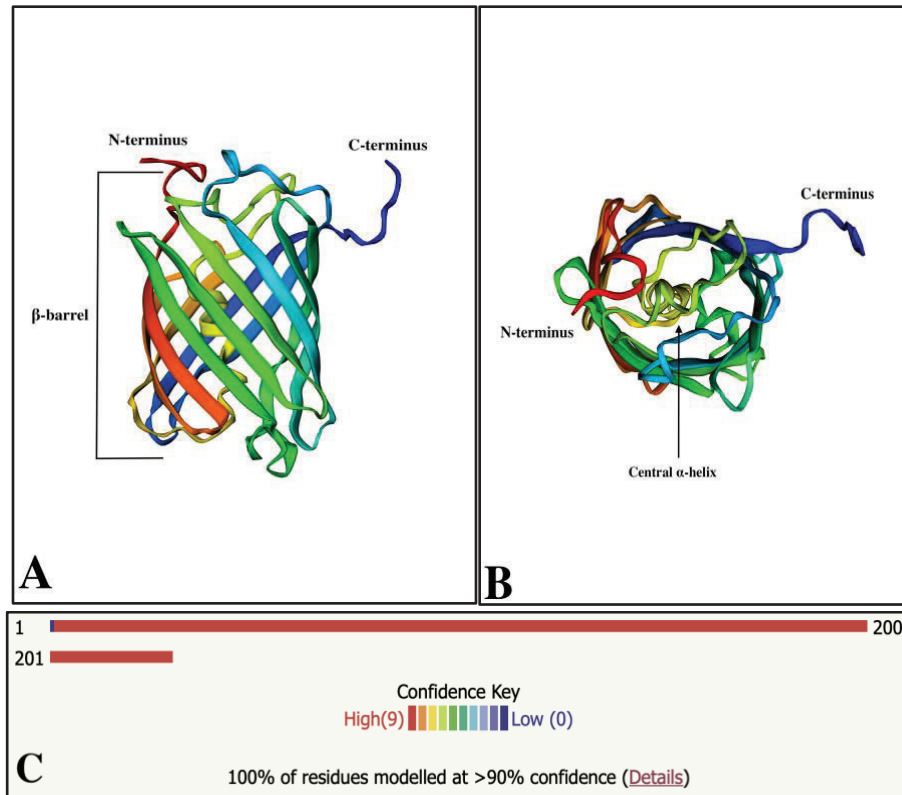 N-terminus
C-terminus
β-barrel
A
C-terminus
N-terminus
Central α-helix
B
1 200
201
Confidence Key
High(9) Low (0)
100% of residues modelled at >90% confidence (Details)
C